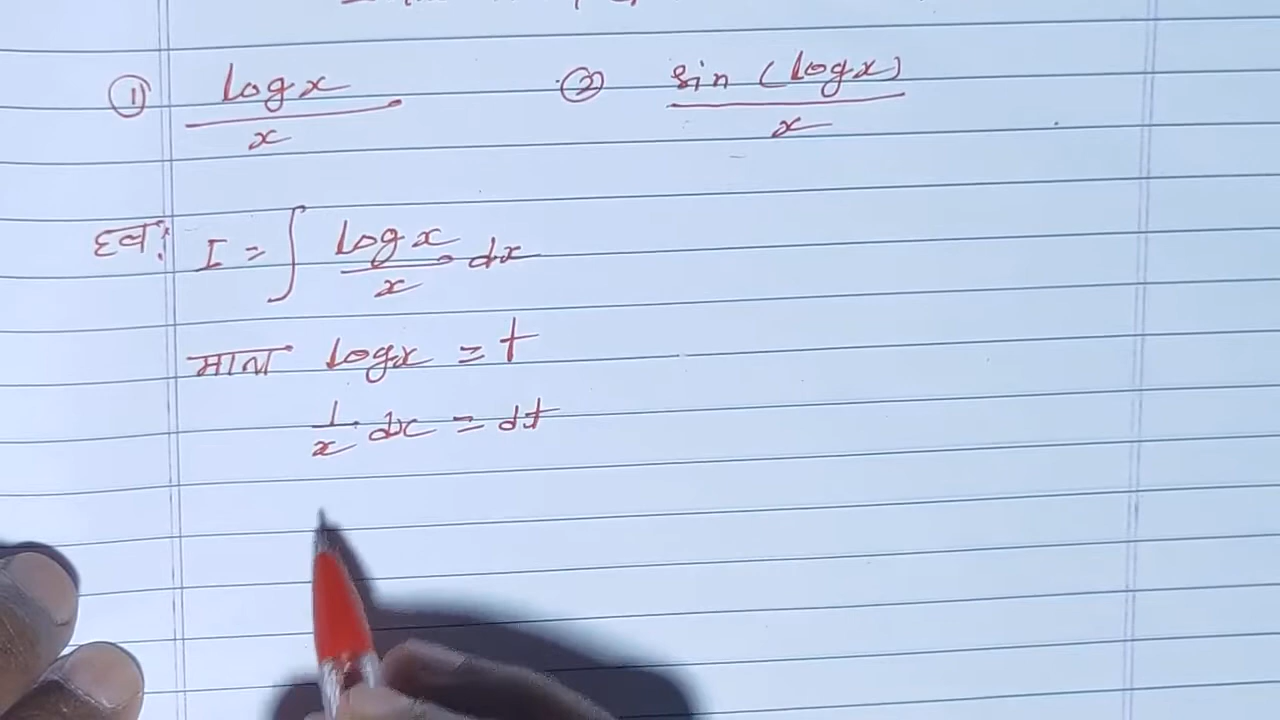 ① log x / x ② sin (log x) / x
हल: I = ∫ log x / x dx
माना log x = t
1/x dx = dt